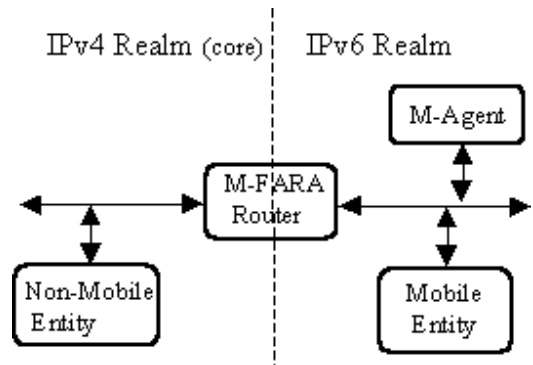 IPv4 Realm (core)
IPv6 Realm
M-Agent
M-FARA
Router
Non-Mobile
Entity
Mobile
Entity